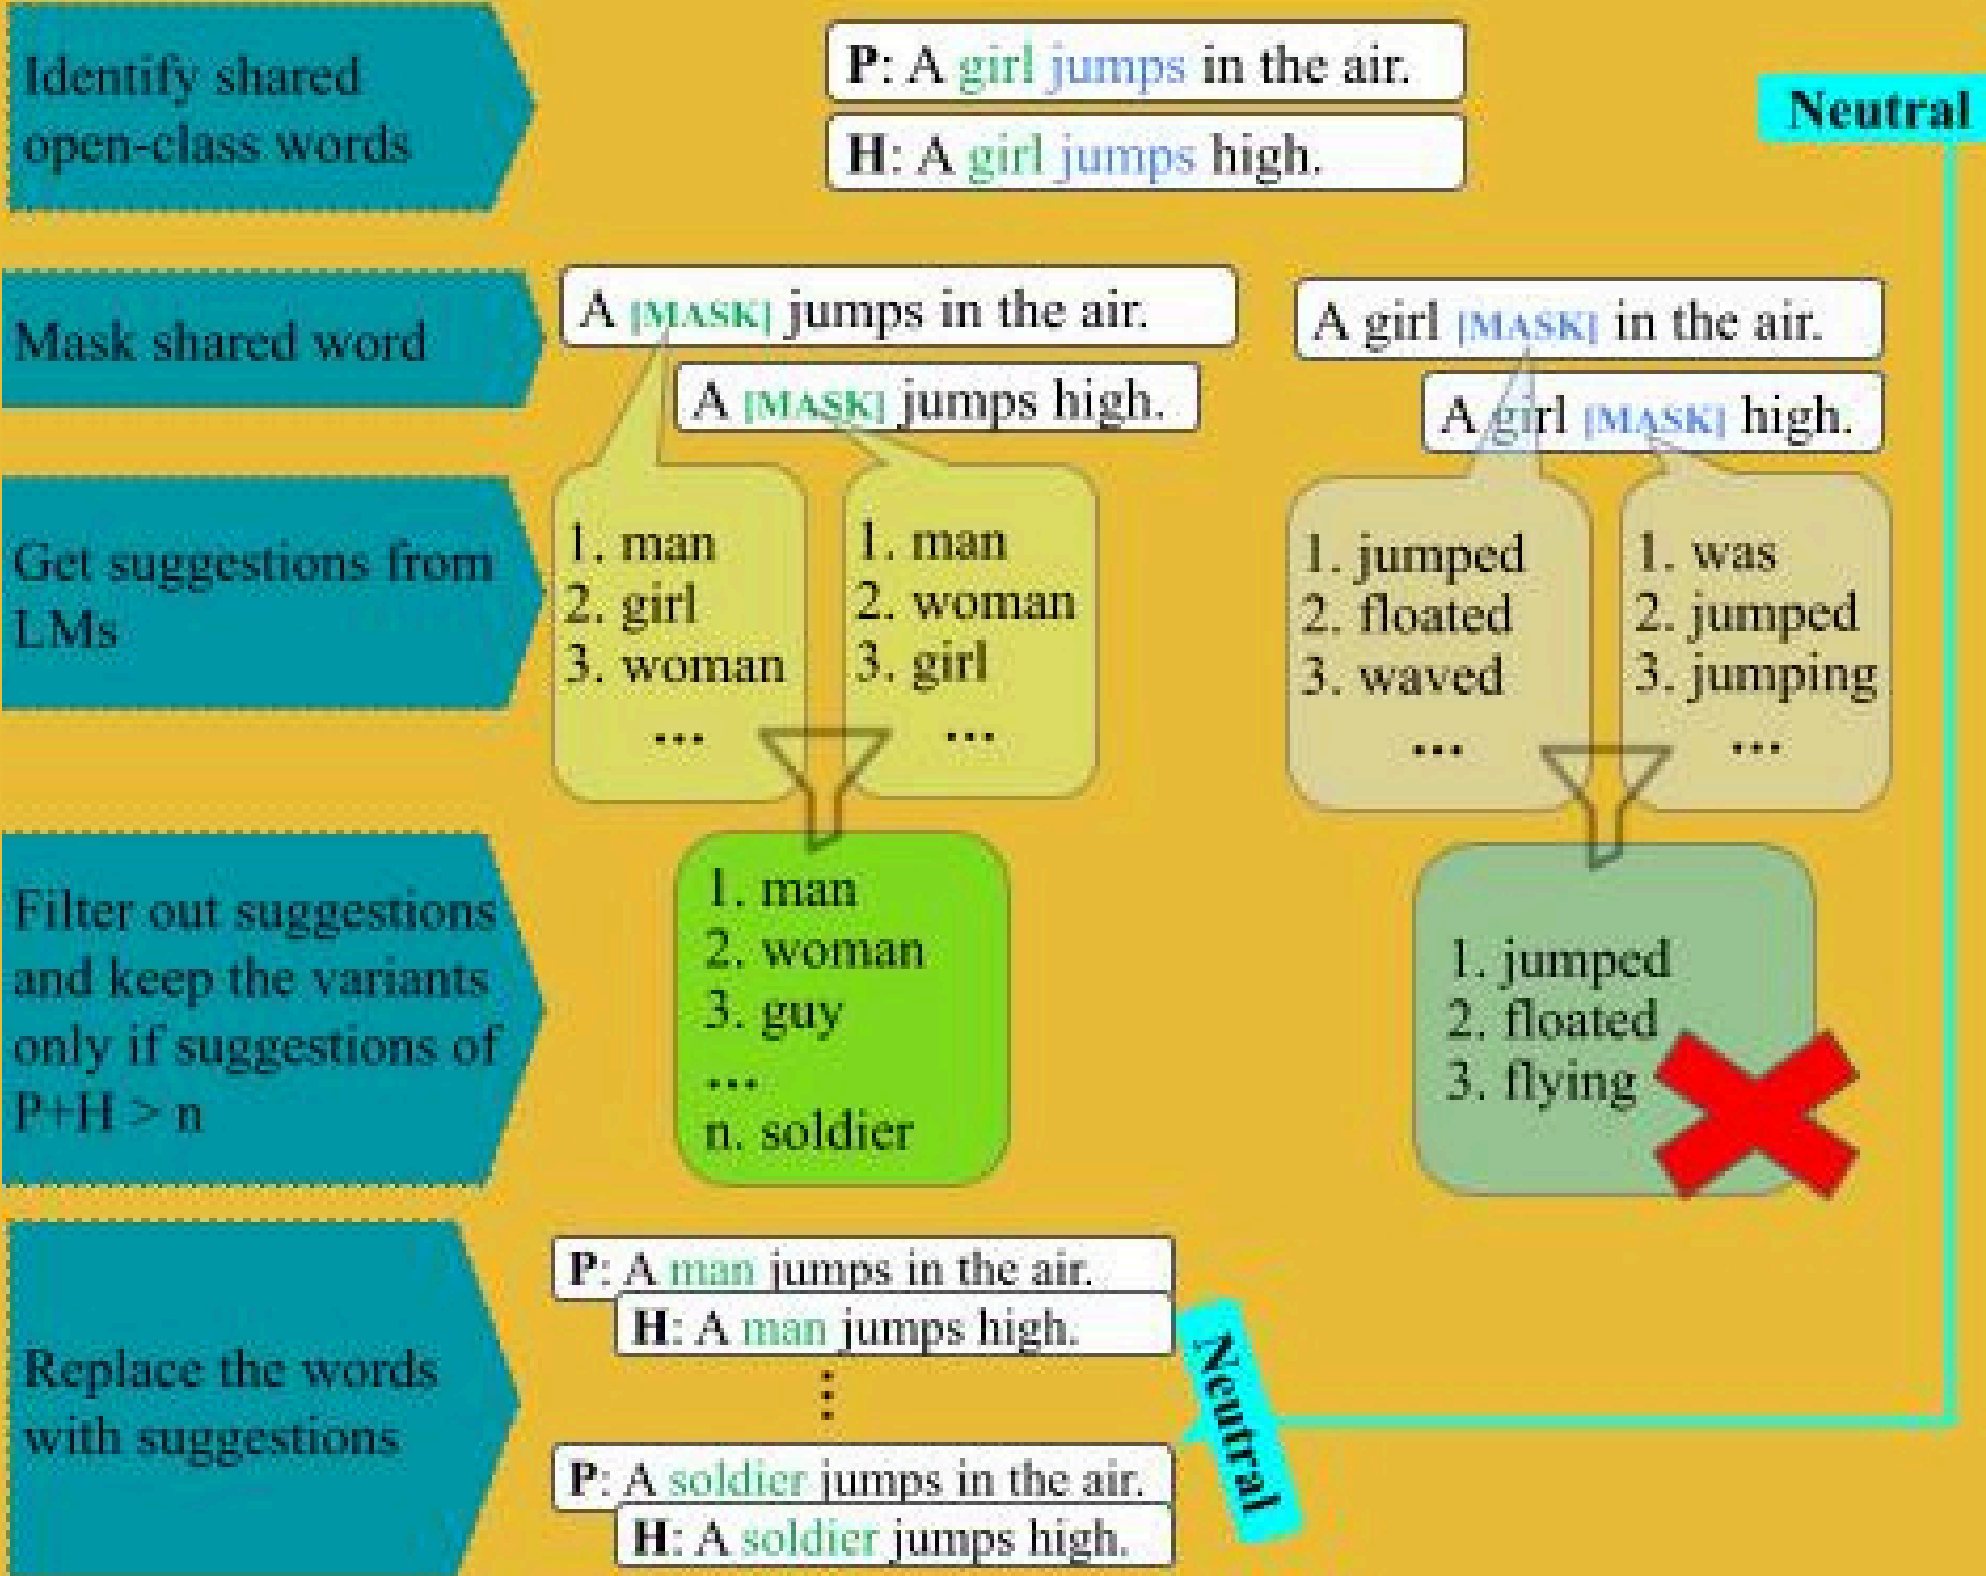 Identify shared
open-class words
P: A girl jumps in the air.
H: A girl jumps high.
Neutral
Mask shared word
A [MASK] jumps in the air.
A [MASK] jumps high.
A girl [MASK] in the air.
A girl [MASK] high.
Get suggestions from
LMs
1. man
2. girl
3. woman
...
1. man
2. woman
3. girl
...
1. jumped
2. floated
3. waved
...
1. was
2. jumped
3. jumping
...
Filter out suggestions
and keep the variants
only if suggestions of
P+H > n
1. man
2. woman
3. guy
...
n. soldier
1. jumped
2. floated
3. flying
Replace the words
with suggestions
P: A man jumps in the air.
H: A man jumps high.
P: A soldier jumps in the air.
H: A soldier jumps high.
Neutral